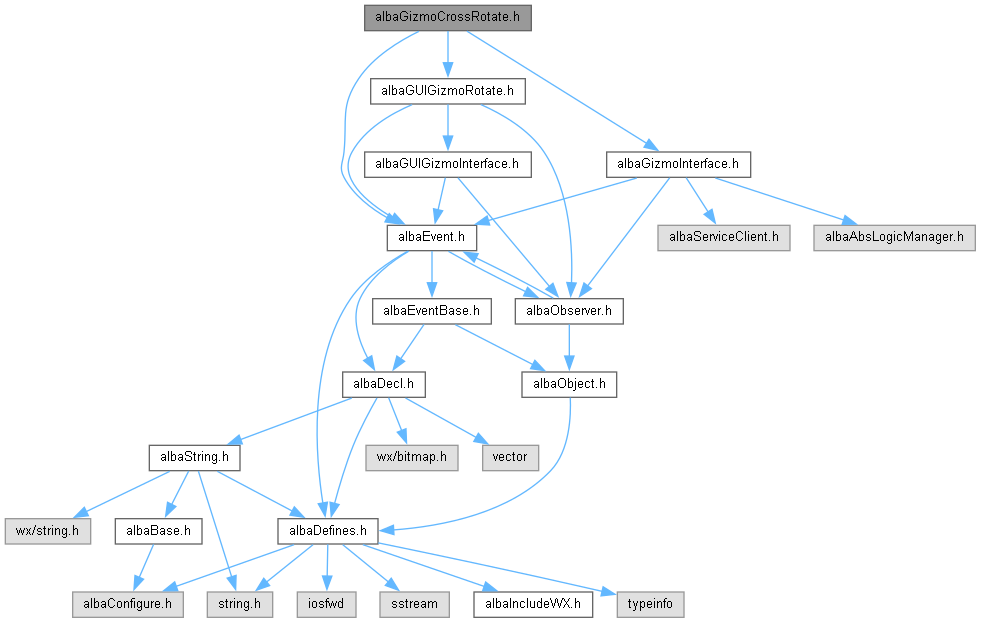 albaGizmoCrossRotate.h
albaGUIGizmoRotate.h
albaGUIGizmoInterface.h
albaGizmoInterface.h
albaEvent.h
albaServiceClient.h
albaAbsLogicManager.h
albaEventBase.h
albaObserver.h
albaDecl.h
albaObject.h
albaString.h
wx/bitmap.h
vector
wx/string.h
albaBase.h
albaDefines.h
albaConfigure.h
string.h
iosfwd
sstream
albaIncludeWX.h
typeinfo